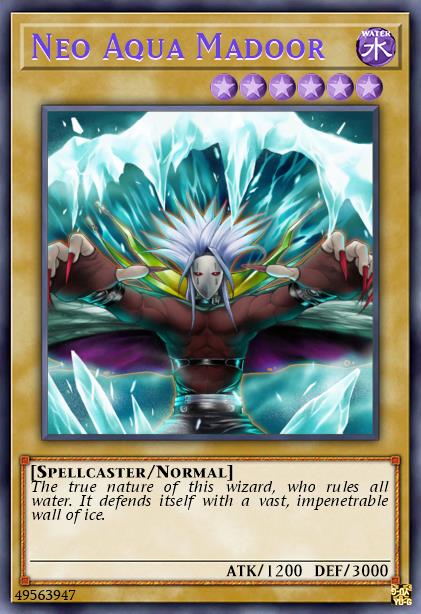 NEO AQUA MADOOR
WATER
水
[SPELLCASTER/NORMAL]
The true nature of this wizard, who rules all
water. It defends itself with a vast, impenetrable
wall of ice.
ATK/1200 DEF/3000
49563947